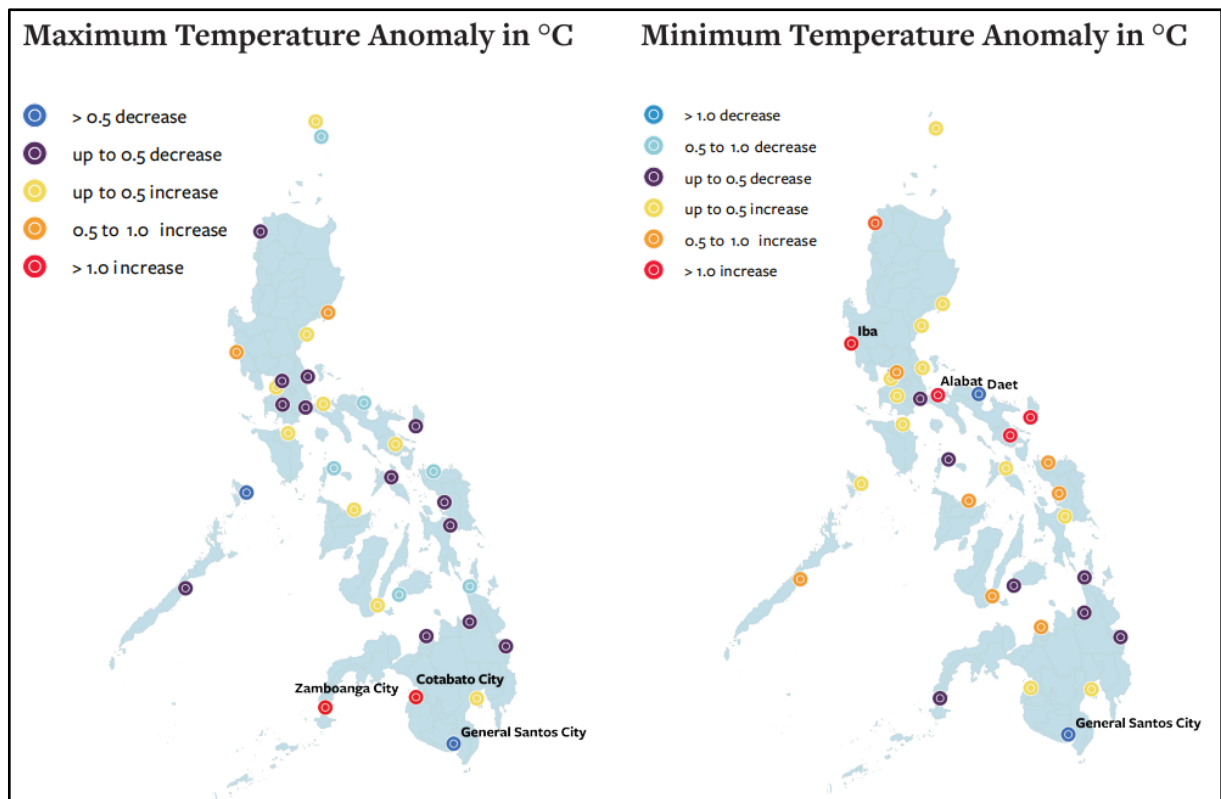 Maximum Temperature Anomaly in °C
> 0.5 decrease
up to 0.5 decrease
up to 0.5 increase
0.5 to 1.0 increase
> 1.0 increase
Zamboanga City
Cotabato City
General Santos City
Minimum Temperature Anomaly in °C
> 1.0 decrease
0.5 to 1.0 decrease
up to 0.5 decrease
up to 0.5 increase
0.5 to 1.0 increase
> 1.0 increase
Iba
Alabat Daet
General Santos City